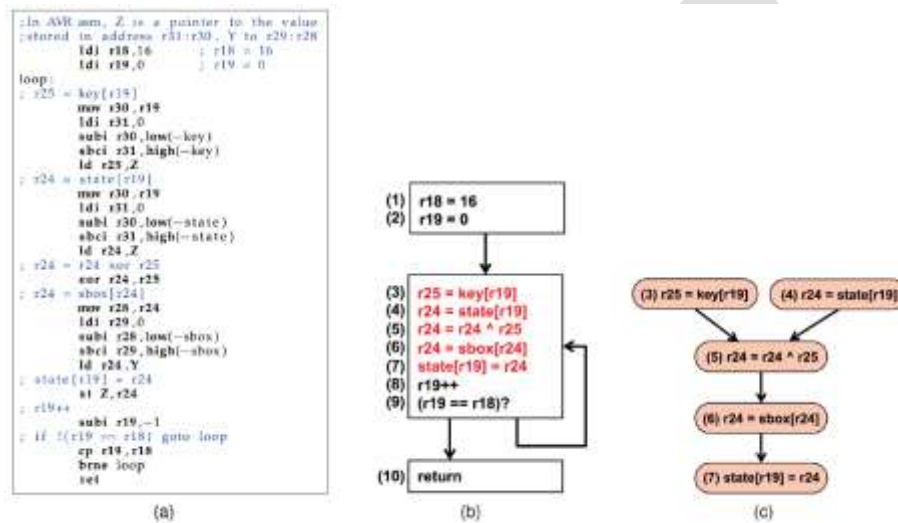 ;In AVR asm, Z is a pointer to the value
;stored in address r31:r30, Y to r29:r28
ldi r18,16 ; r18 = 16
ldi r19,0 ; r19 = 0
loop:
; r25 = key[r19]
mov r30,r19
ldi r31,0
subi r30,low(-key)
sbci r31,high(-key)
ld r25,Z
; r24 = state[r19]
mov r30,r19
ldi r31,0
subi r30,low(-state)
sbci r31,high(-state)
ld r24,Z
; r24 = r24 xor r25
eor r24,r25
; r24 = sbox[r24]
mov r28,r24
ldi r29,0
subi r28,low(-sbox)
sbci r29,high(-sbox)
ld r24,Y
; state[r19] = r24
st Z,r24
; r19++
subi r19,-1
; if !(r19 == r18) goto loop
cp r19,r18
brne loop
ret
(a)
(1) r18 = 16
(2) r19 = 0
(3) r25 = key[r19]
(4) r24 = state[r19]
(5) r24 = r24 ^ r25
(6) r24 = sbox[r24]
(7) state[r19] = r24
(8) r19++
(9) (r19 == r18)?
(10) return
(b)
(3) r25 = key[r19]
(4) r24 = state[r19]
(5) r24 = r24 ^ r25
(6) r24 = sbox[r24]
(7) state[r19] = r24
(c)